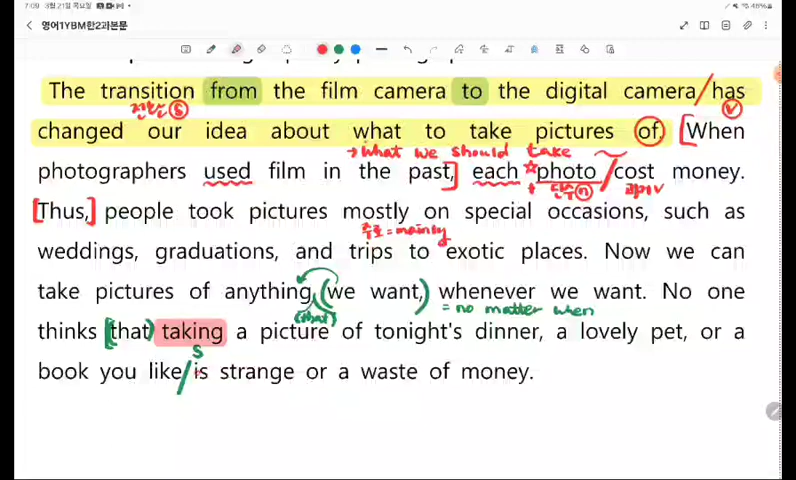 7:09 3월 21일 목요일
46%
영어1YBM한2과본문
The transition from the film camera to the digital camera/has
전환은 S V
changed our idea about what to take pictures of. [When
→ what we should take
photographers used film in the past,] each ☆photo/cost money.
+ 단수 n 과거V
[Thus,] people took pictures mostly on special occasions, such as
주로 = mainly
weddings, graduations, and trips to exotic places. Now we can
take pictures of anything (we want,) whenever we want. No one
(that) = no matter when
thinks [that) taking a picture of tonight's dinner, a lovely pet, or a
S
book you like/is strange or a waste of money.